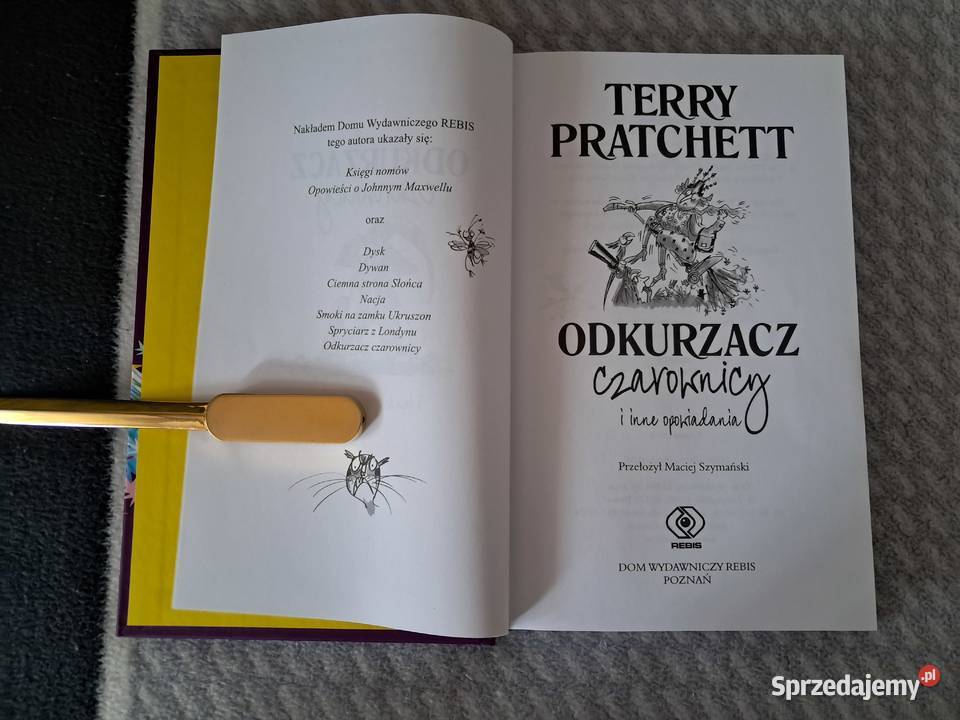 Nakładem Domu Wydawniczego REBIS
tego autora ukazały się:
Księgi nomów
Opowieści o Johnnym Maxwellu
oraz
Dysk
Dywan
Ciemna strona Słońca
Nacja
Smoki na zamku Ukruszon
Spryciarz z Londynu
Odkurzacz czarownicy
TERRY
PRATCHETT
ODKURZACZ
czarownicy
i inne opowiadania
Przełożył Maciej Szymański
REBIS
DOM WYDAWNICZY REBIS
POZNAŃ
Sprzedajemy.pl